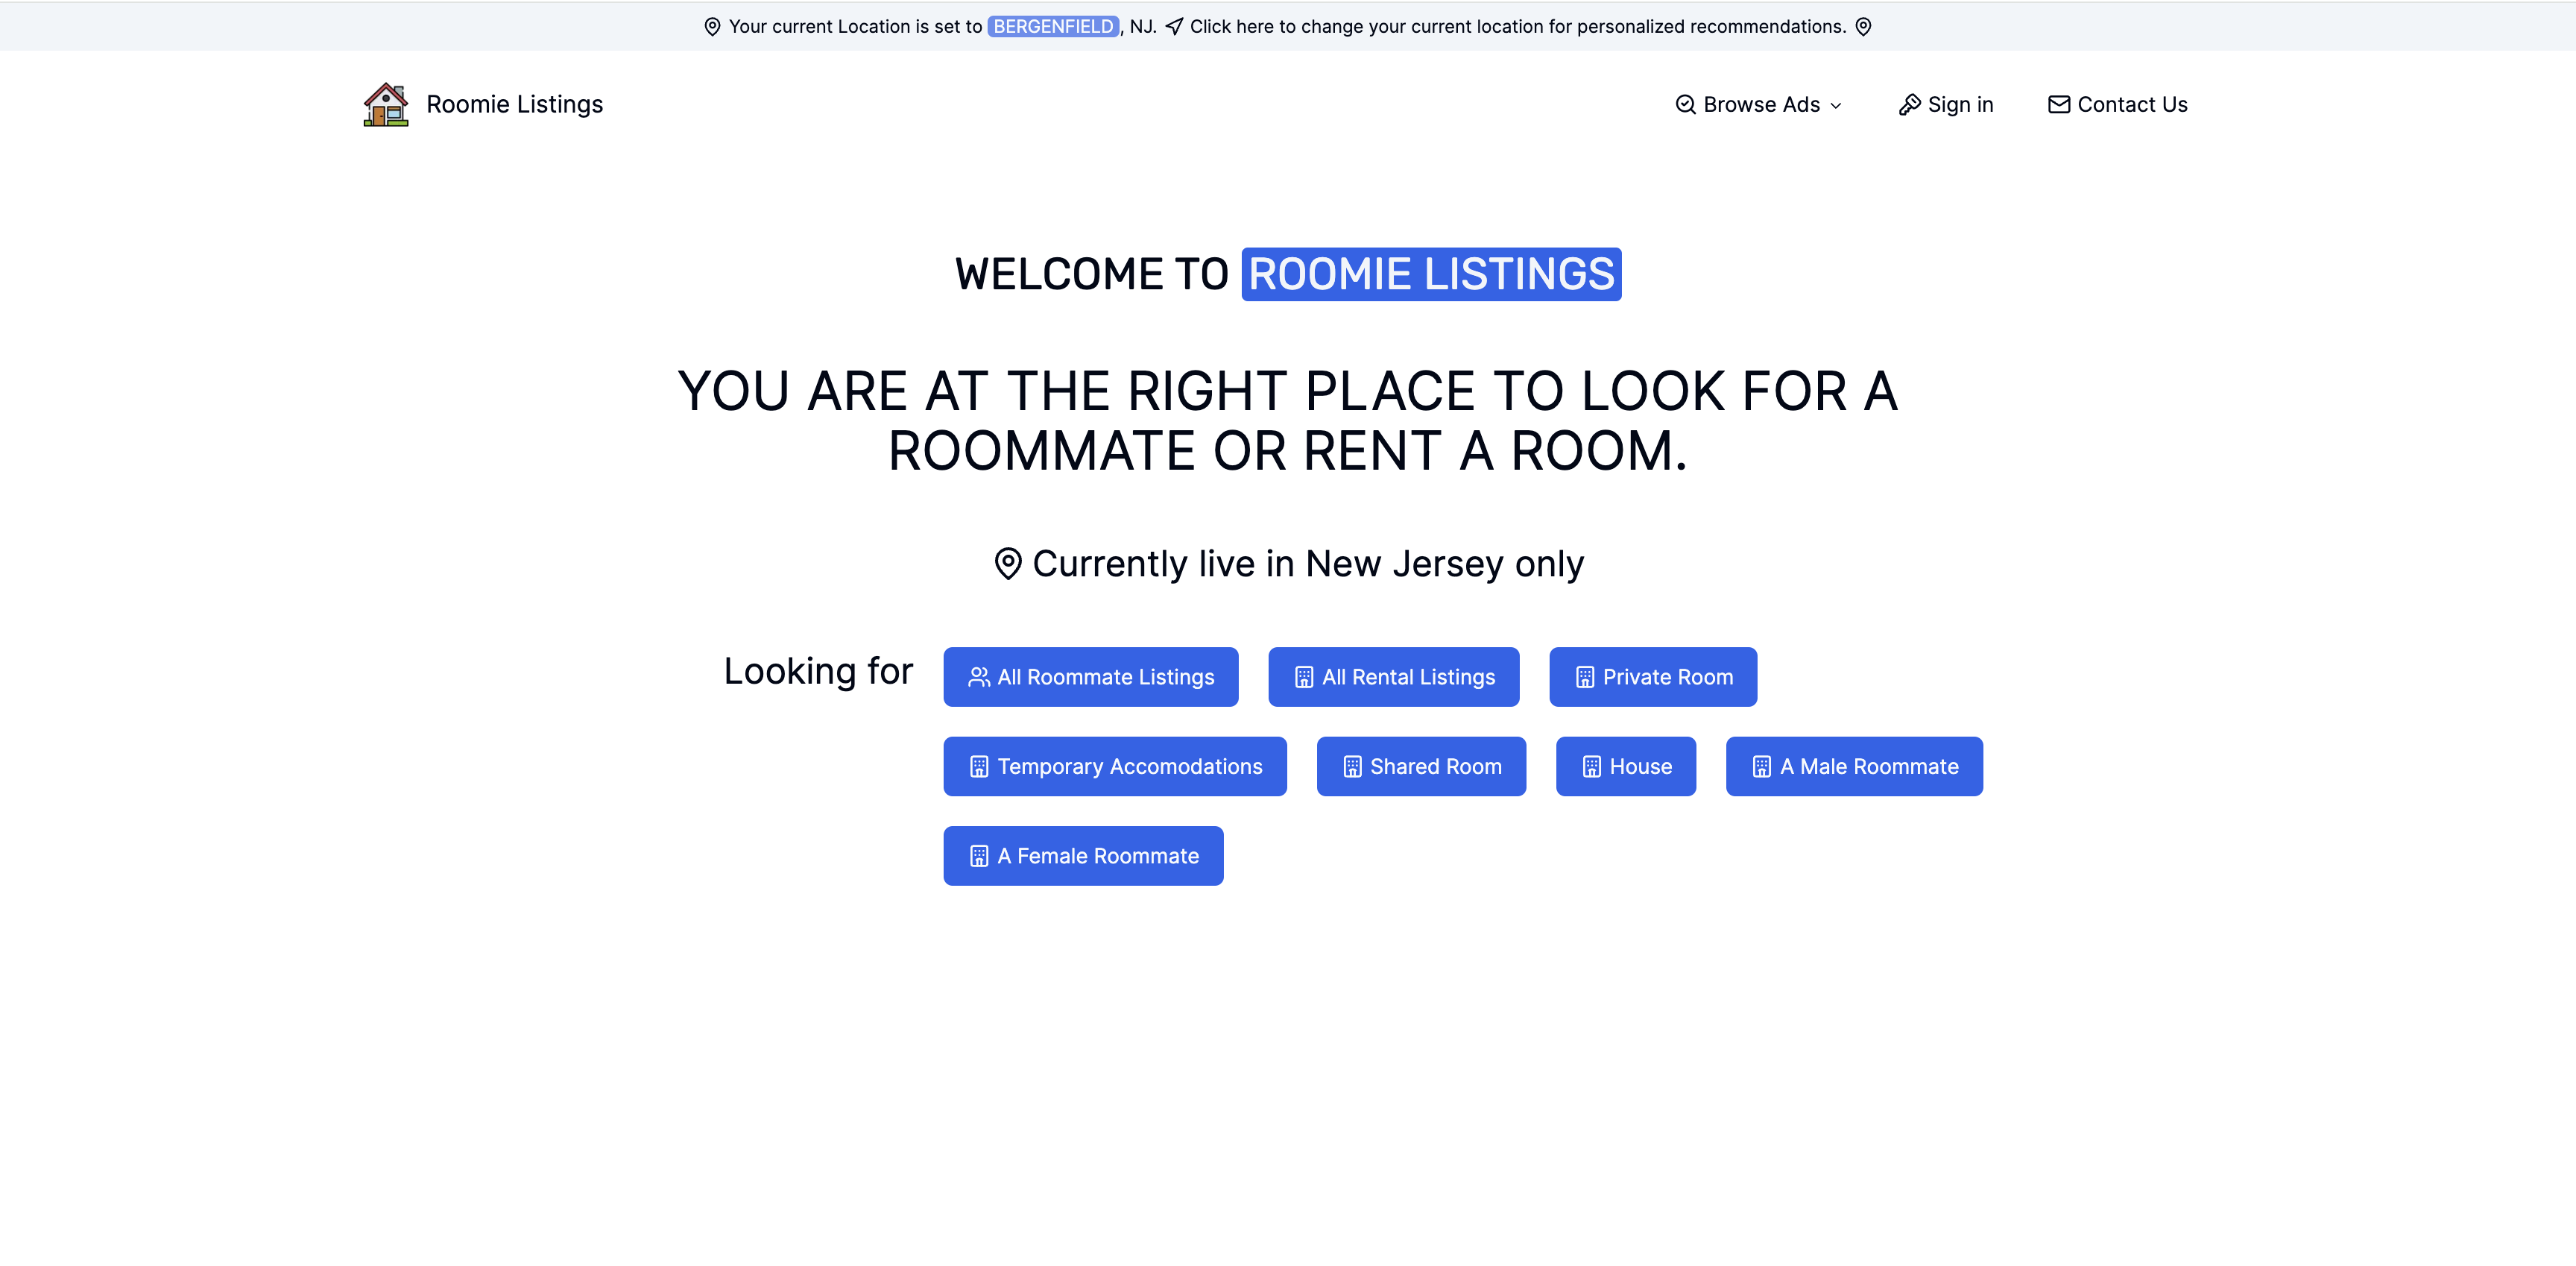 Your current Location is set to BERGENFIELD, NJ. Click here to change your current location for personalized recommendations.
Roomie Listings
Browse Ads
Sign in
Contact Us
WELCOME TO ROOMIE LISTINGS
YOU ARE AT THE RIGHT PLACE TO LOOK FOR A
ROOMMATE OR RENT A ROOM.
Currently live in New Jersey only
Looking for
All Roommate Listings
All Rental Listings
Private Room
Temporary Accomodations
Shared Room
House
A Male Roommate
A Female Roommate